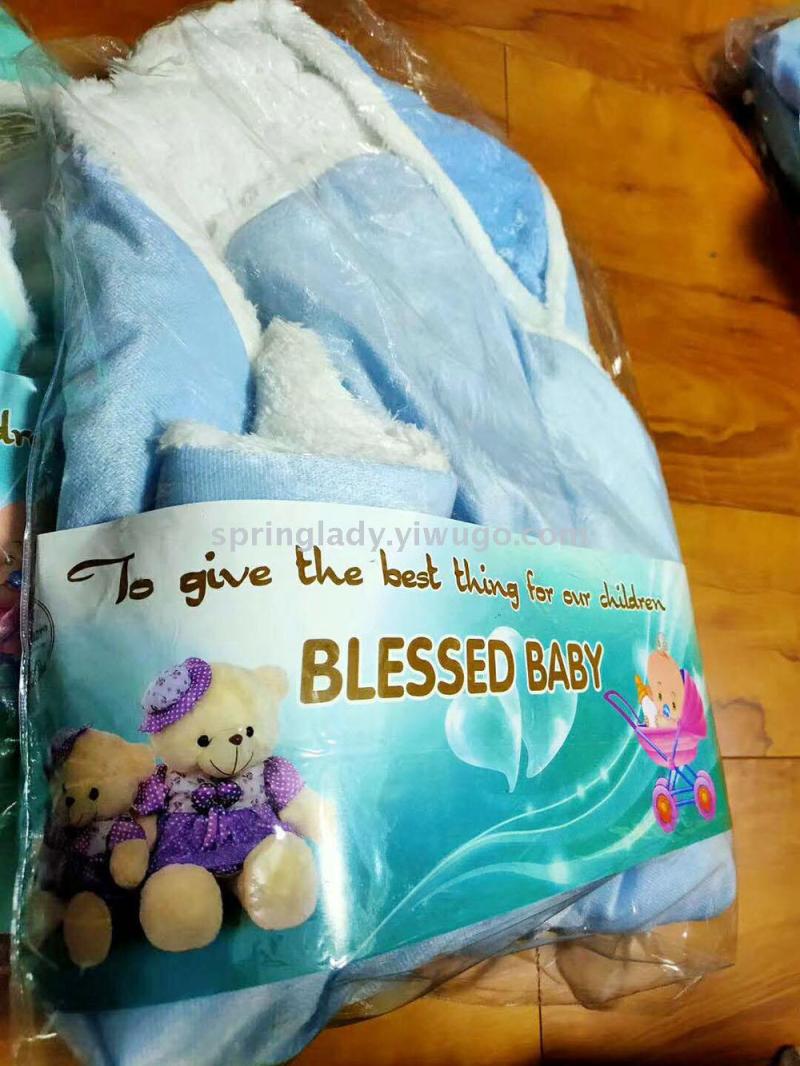 springlady.yiwugo.com
To give the best thing for our children
BLESSED BABY